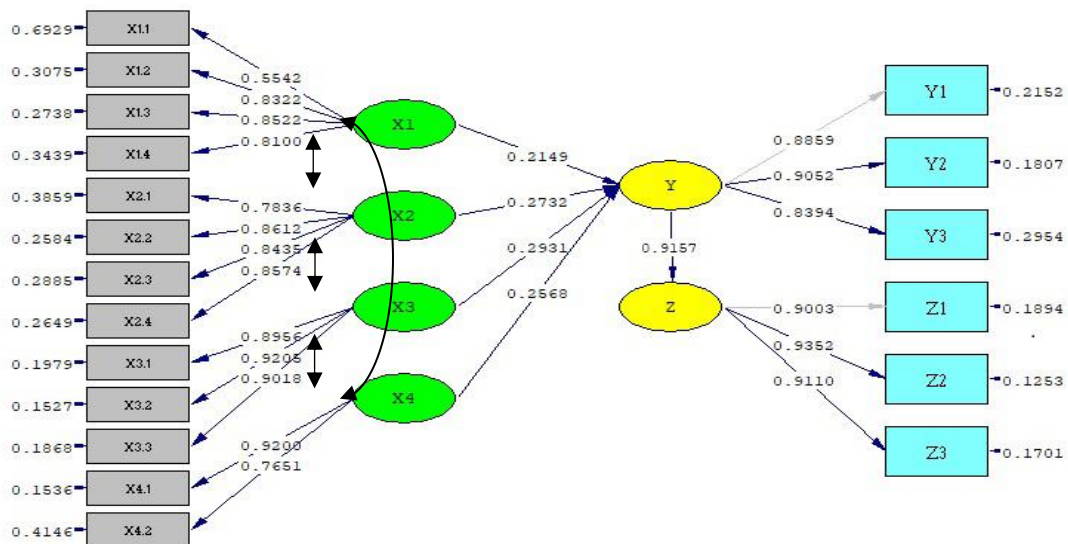 0.6929 X1.1
0.3075 X1.2
0.2738 X1.3
0.3439 X1.4
0.3859 X2.1
0.2584 X2.2
0.2885 X2.3
0.2649 X2.4
0.1979 X3.1
0.1527 X3.2
0.1868 X3.3
0.1536 X4.1
0.4146 X4.2
0.5542
0.8322
0.8522
0.8100
0.7836
0.8612
0.8435
0.8574
0.8956
0.9205
0.9018
0.9200
0.7651
X1
X2
X3
X4
0.2149
0.2732
0.2931
0.2568
Y
0.9157
Z
0.8859
0.9052
0.8394
0.9003
0.9352
0.9110
Y1 0.2152
Y2 0.1807
Y3 0.2954
Z1 0.1894
Z2 0.1253
Z3 0.1701